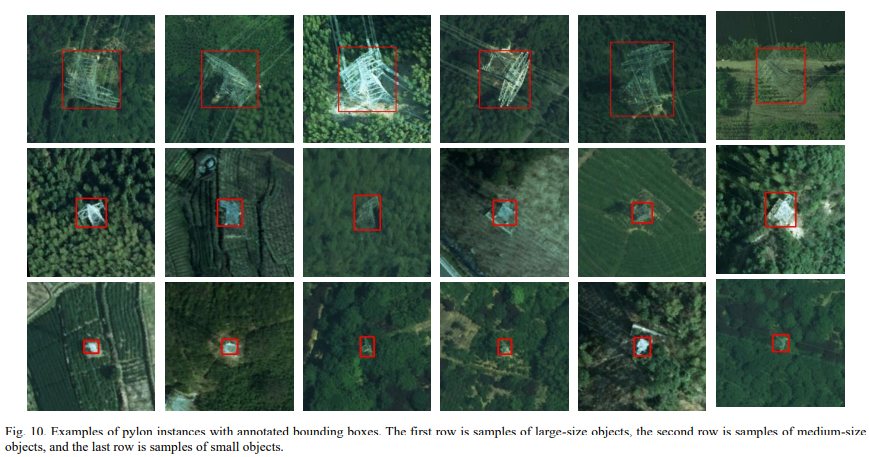 Fig. 10. Examples of pylon instances with annotated bounding boxes. The first row is samples of large-size objects, the second row is samples of medium-size
objects, and the last row is samples of small objects.